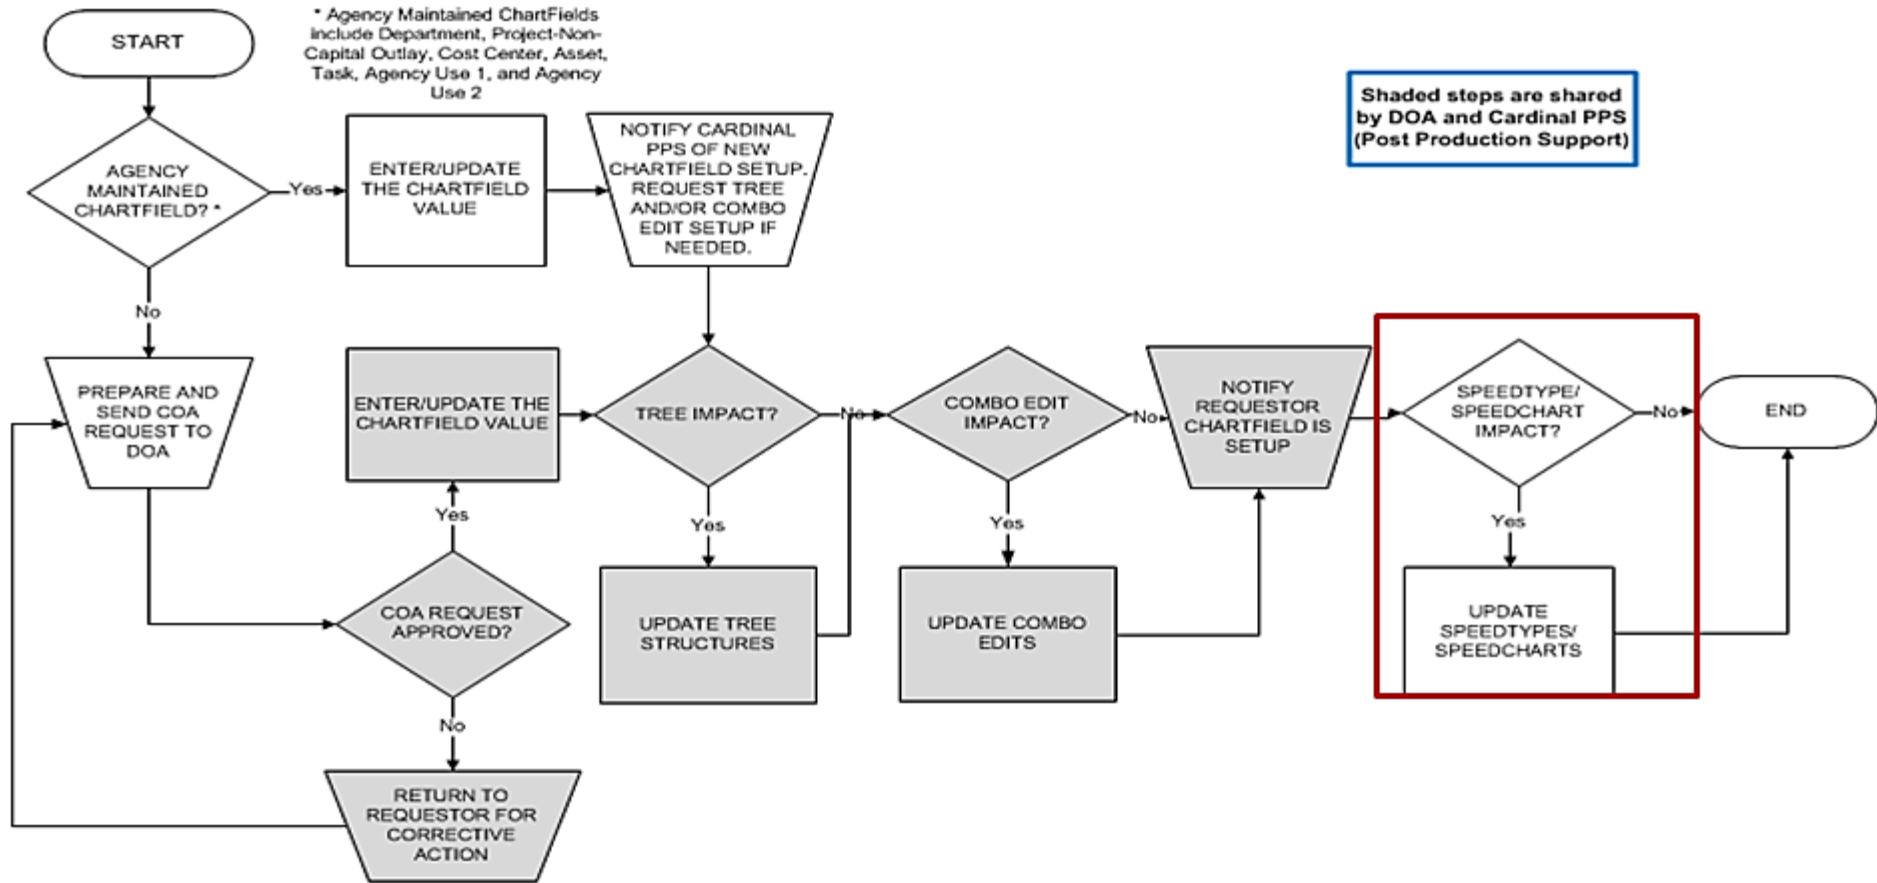 START
* Agency Maintained ChartFields
include Department, Project-Non-
Capital Outlay, Cost Center, Asset,
Task, Agency Use 1, and Agency
Use 2
Shaded steps are shared
by DOA and Cardinal PPS
(Post Production Support)
AGENCY
MAINTAINED
CHARTFIELD? *
Yes
ENTER/UPDATE
THE CHARTFIELD
VALUE
NOTIFY CARDINAL
PPS OF NEW
CHARTFIELD SETUP.
REQUEST TREE
AND/OR COMBO
EDIT SETUP IF
NEEDED.
No
PREPARE AND
SEND COA
REQUEST TO
DOA
ENTER/UPDATE THE
CHARTFIELD VALUE
TREE IMPACT?
No
COMBO EDIT
IMPACT?
No
NOTIFY
REQUESTOR
CHARTFIELD IS
SETUP
SPEEDTYPE/
SPEEDCHART
IMPACT?
No
END
Yes
Yes
Yes
Yes
COA REQUEST
APPROVED?
UPDATE TREE
STRUCTURES
UPDATE COMBO
EDITS
UPDATE
SPEEDTYPES/
SPEEDCHARTS
No
RETURN TO
REQUESTOR FOR
CORRECTIVE
ACTION